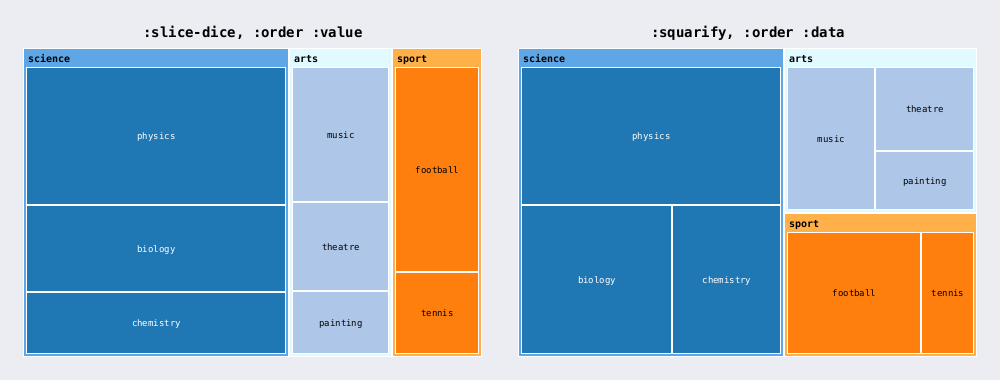 :slice-dice, :order :value
science
arts
sport
physics
music
football
biology
theatre
chemistry
painting
tennis
:squarify, :order :data
science
arts
physics
music
theatre
painting
sport
biology
chemistry
football
tennis